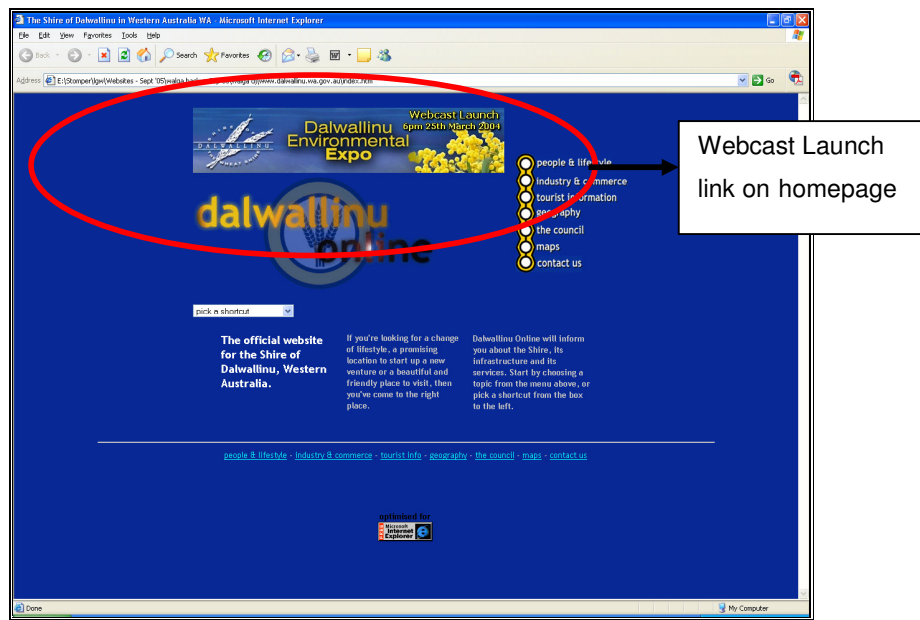 The Shire of Dalwallinu in Western Australia WA - Microsoft Internet Explorer
File Edit View Favorites Tools Help
Back Search Favorites
Address Go
Webcast Launch
6pm 25th March 2004
Dalwallinu
Environmental
Expo
DALWALLINU
WHEAT SHIRE
dalwallinu
online
people & lifestyle
industry & commerce
tourist information
geography
the council
maps
contact us
Webcast Launch
link on homepage
pick a shortcut
The official website
for the Shire of
Dalwallinu, Western
Australia.
If you're looking for a change
of lifestyle, a promising
location to start up a new
venture or a beautiful and
friendly place to visit, then
you've come to the right
place.
Dalwallinu Online will inform
you about the Shire, its
infrastructure and its
services. Start by choosing a
topic from the menu above, or
pick a shortcut from the box
to the left.
people & lifestyle - industry & commerce - tourist info - geography - the council - maps - contact us
optimised for
Microsoft
Internet
Explorer
Done My Computer